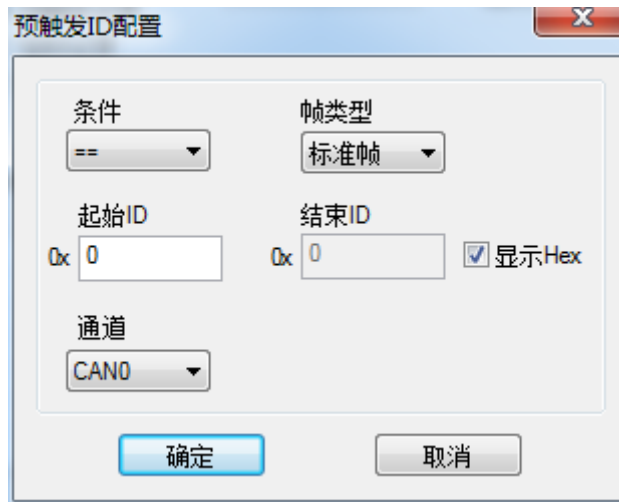 预触发ID配置
条件 帧类型
== 标准帧
起始ID 结束ID
0x 0 0x 0 显示Hex
通道
CAN0
确定 取消